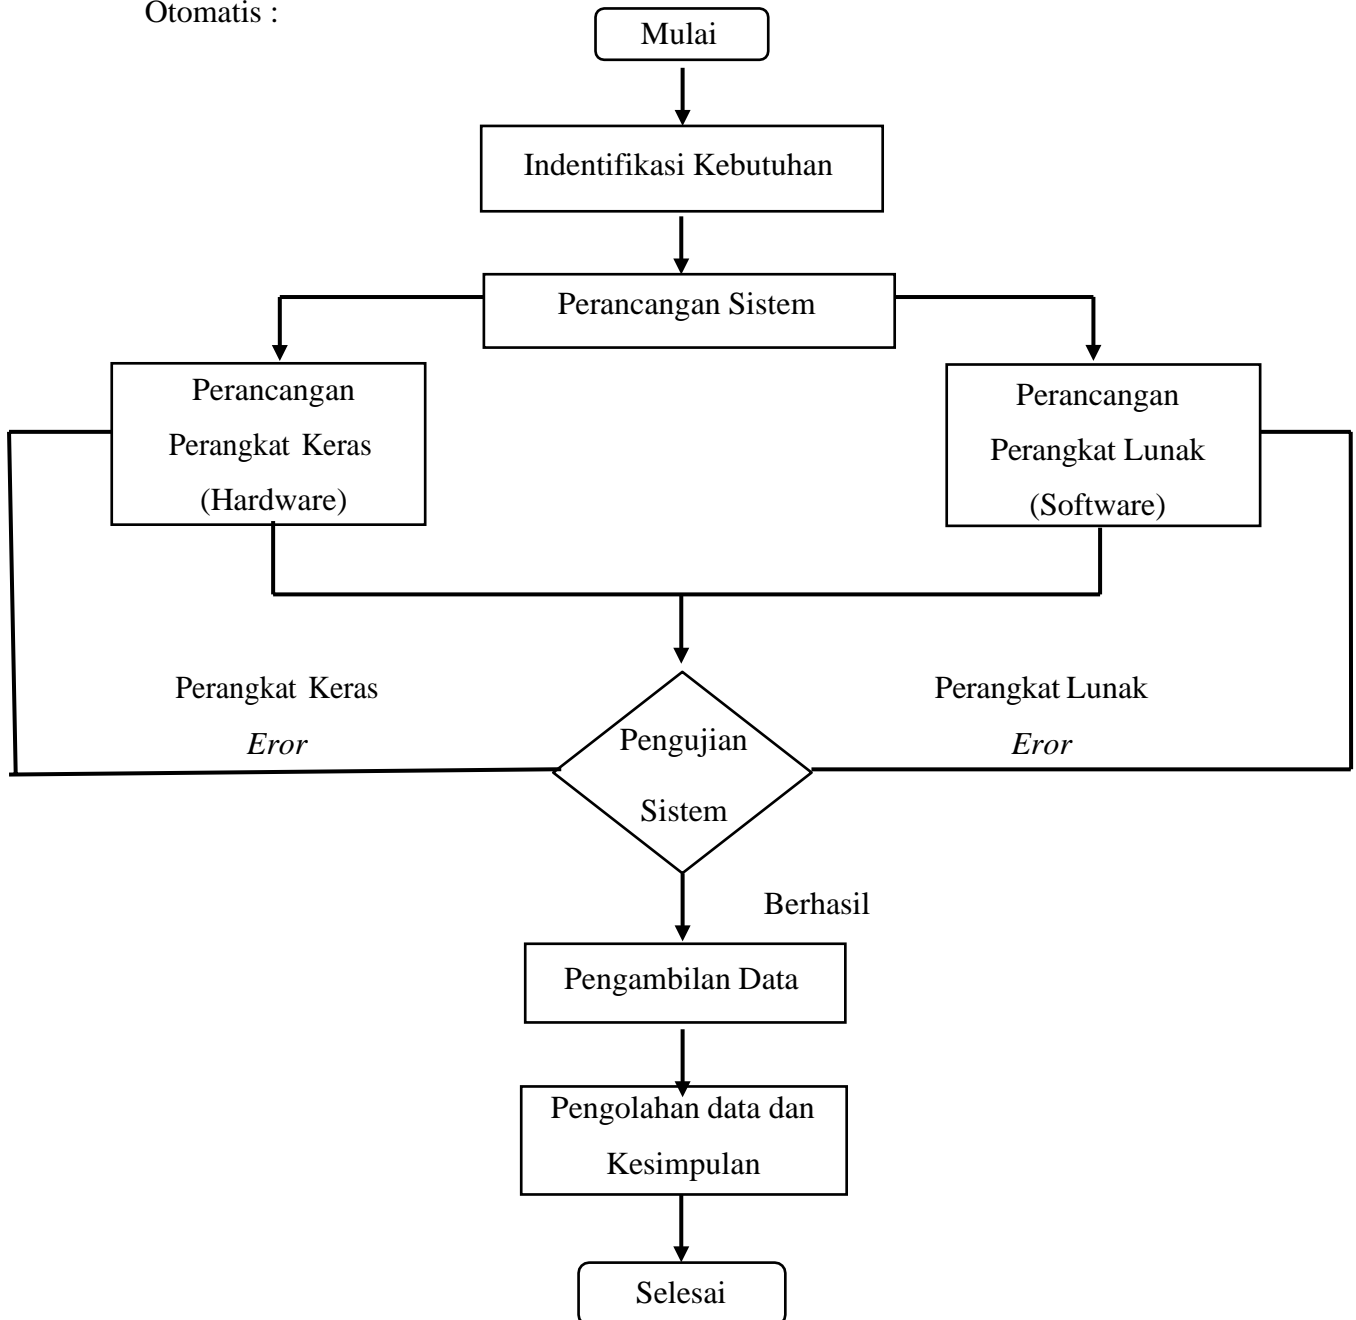 Otomatis :
Mulai
Indentifikasi Kebutuhan
Perancangan Sistem
Perancangan
Perangkat Keras
(Hardware)
Perancangan
Perangkat Lunak
(Software)
Perangkat Keras
Eror
Pengujian
Sistem
Perangkat Lunak
Eror
Berhasil
Pengambilan Data
Pengolahan data dan
Kesimpulan
Selesai